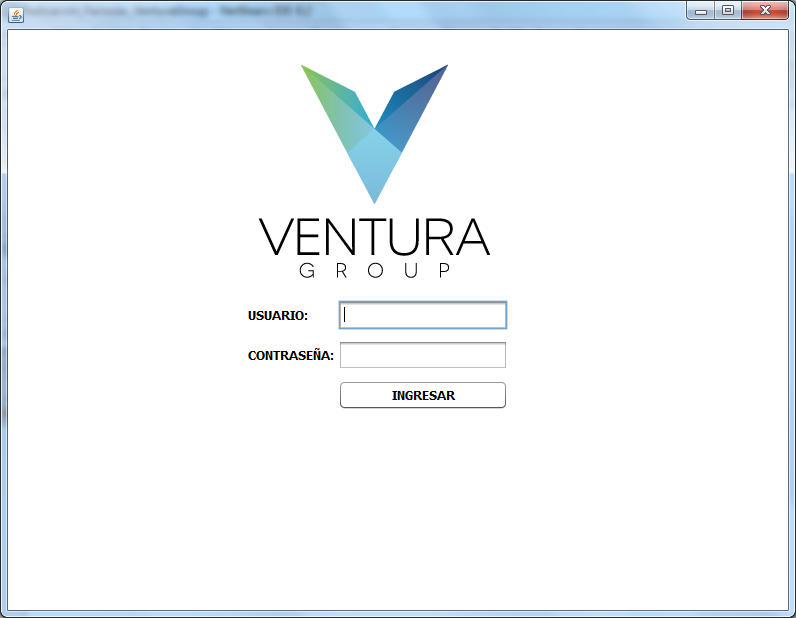 VENTURA
GROUP
USUARIO:
CONTRASEÑA:
INGRESAR